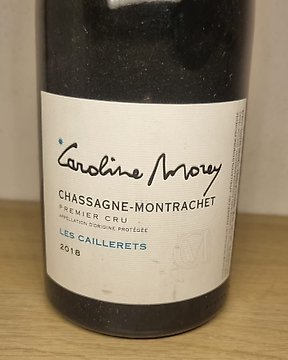 Caroline Morey
CHASSAGNE-MONTRACHET
PREMIER CRU
APPELLATION D'ORIGINE PROTÉGÉE
LES CAILLERETS
2018